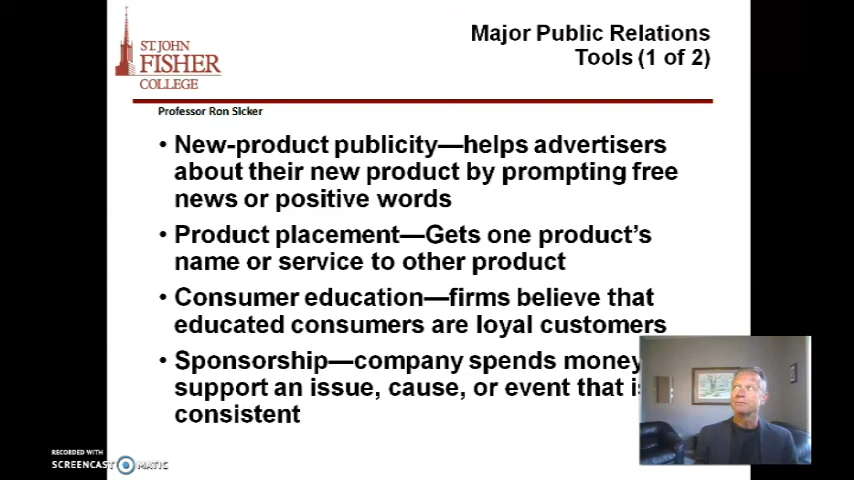 Major Public Relations
Tools (1 of 2)
ST JOHN
FISHER
COLLEGE
Professor Ron Sicker
• New-product publicity—helps advertisers
about their new product by prompting free
news or positive words
• Product placement—Gets one product's
name or service to other product
• Consumer education—firms believe that
educated consumers are loyal customers
• Sponsorship—company spends money
support an issue, cause, or event that
consistent
RECORDED WITH
SCREENCAST MATIC